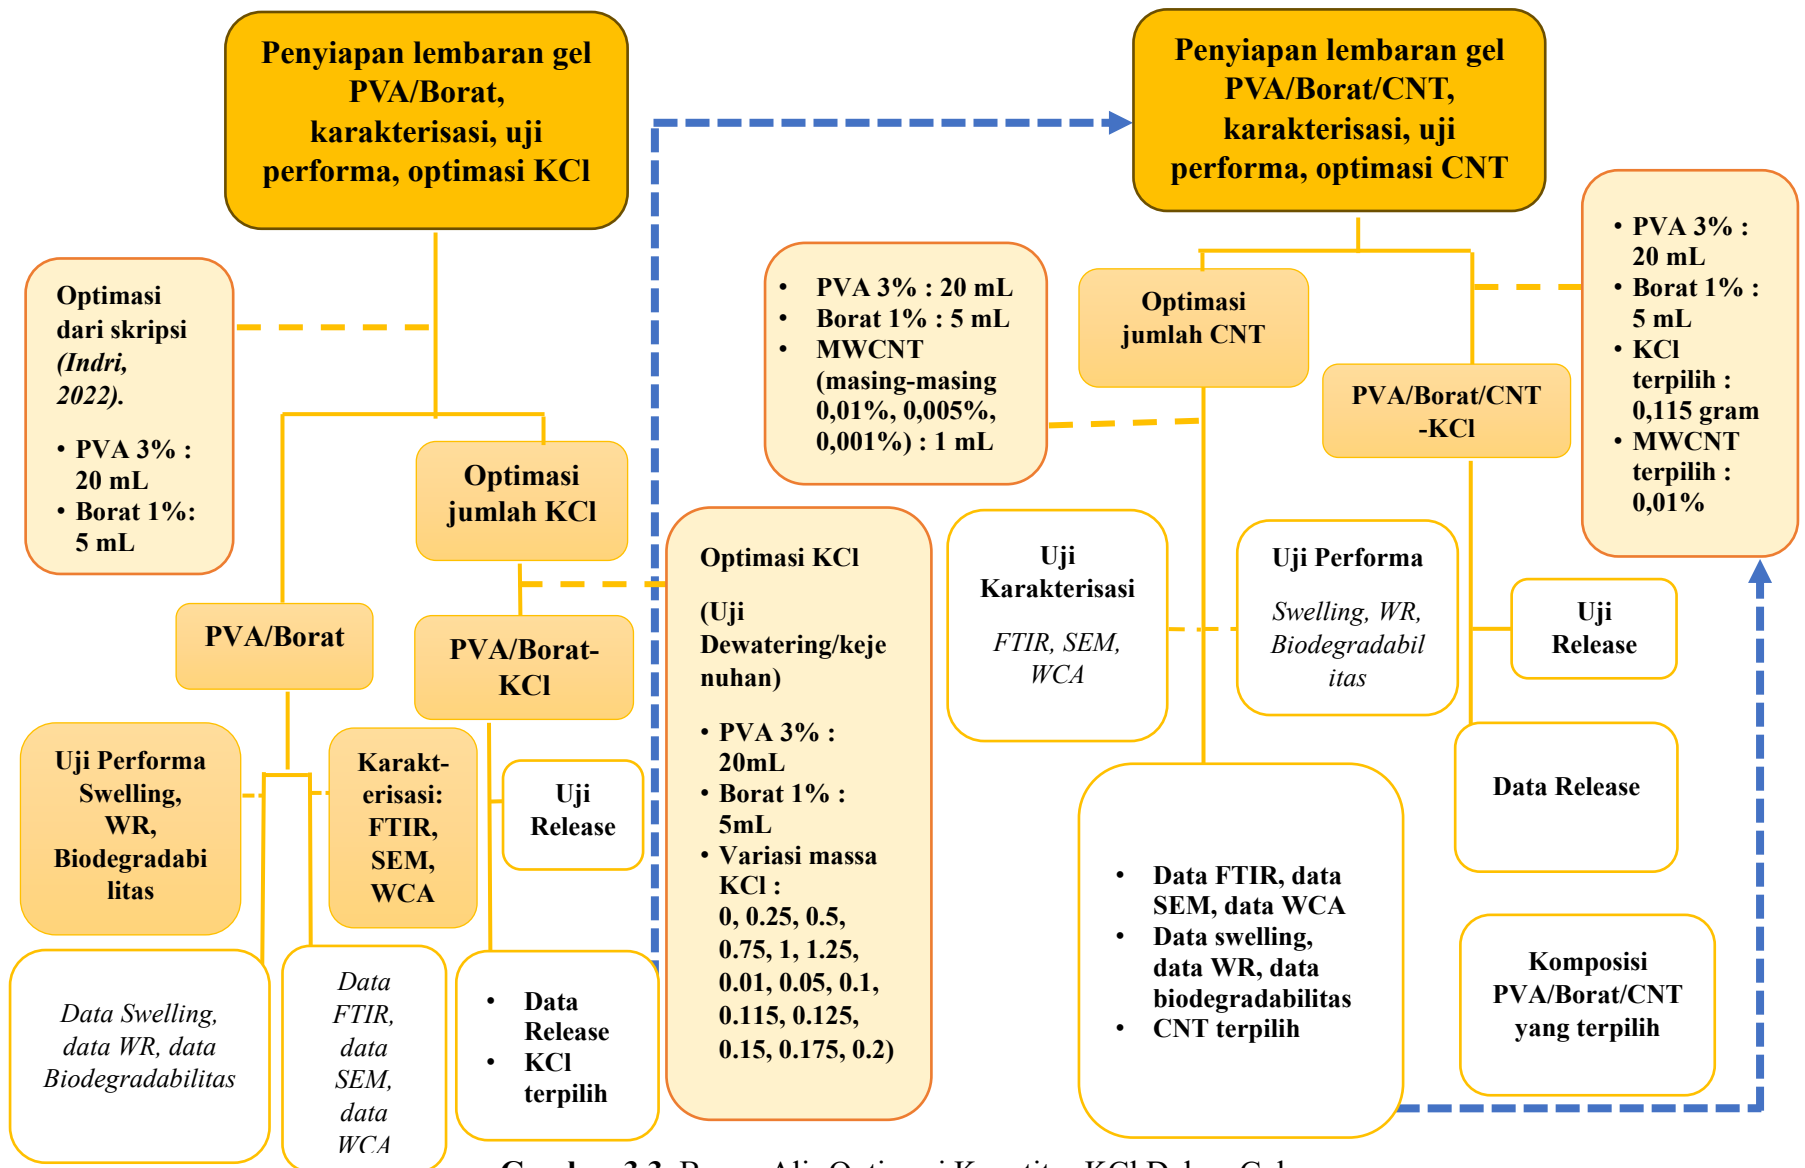 Penyiapan lembaran gel
PVA/Borat,
karakterisasi, uji
performa, optimasi KCl
Optimasi
dari skripsi
(Indri,
2022).
• PVA 3% :
20 mL
• Borat 1%:
5 mL
Optimasi
jumlah KCl
PVA/Borat
PVA/Borat-
KCl
Uji Performa
Swelling,
WR,
Biodegradabi
litas
Karakt-
erisasi:
FTIR,
SEM,
WCA
Uji
Release
Data Swelling,
data WR, data
Biodegradabilitas
Data
FTIR,
data
SEM,
data
WCA
• Data
Release
• KCl
terpilih
Optimasi KCl
(Uji
Dewatering/keje
nuhan)
• PVA 3% :
20mL
• Borat 1% :
5mL
• Variasi massa
KCl :
0, 0.25, 0.5,
0.75, 1, 1.25,
0.01, 0.05, 0.1,
0.115, 0.125,
0.15, 0.175, 0.2)
Penyiapan lembaran gel
PVA/Borat/CNT,
karakterisasi, uji
performa, optimasi CNT
• PVA 3% : 20 mL
• Borat 1% : 5 mL
• MWCNT
(masing-masing
0,01%, 0,005%,
0,001%) : 1 mL
Optimasi
jumlah CNT
PVA/Borat/CNT
-KCl
• PVA 3% :
20 mL
• Borat 1% :
5 mL
• KCl
terpilih :
0,115 gram
• MWCNT
terpilih :
0,01%
Uji
Karakterisasi
FTIR, SEM,
WCA
Uji Performa
Swelling, WR,
Biodegradabil
itas
Uji
Release
Data Release
• Data FTIR, data
SEM, data WCA
• Data swelling,
data WR, data
biodegradabilitas
• CNT terpilih
Komposisi
PVA/Borat/CNT
yang terpilih